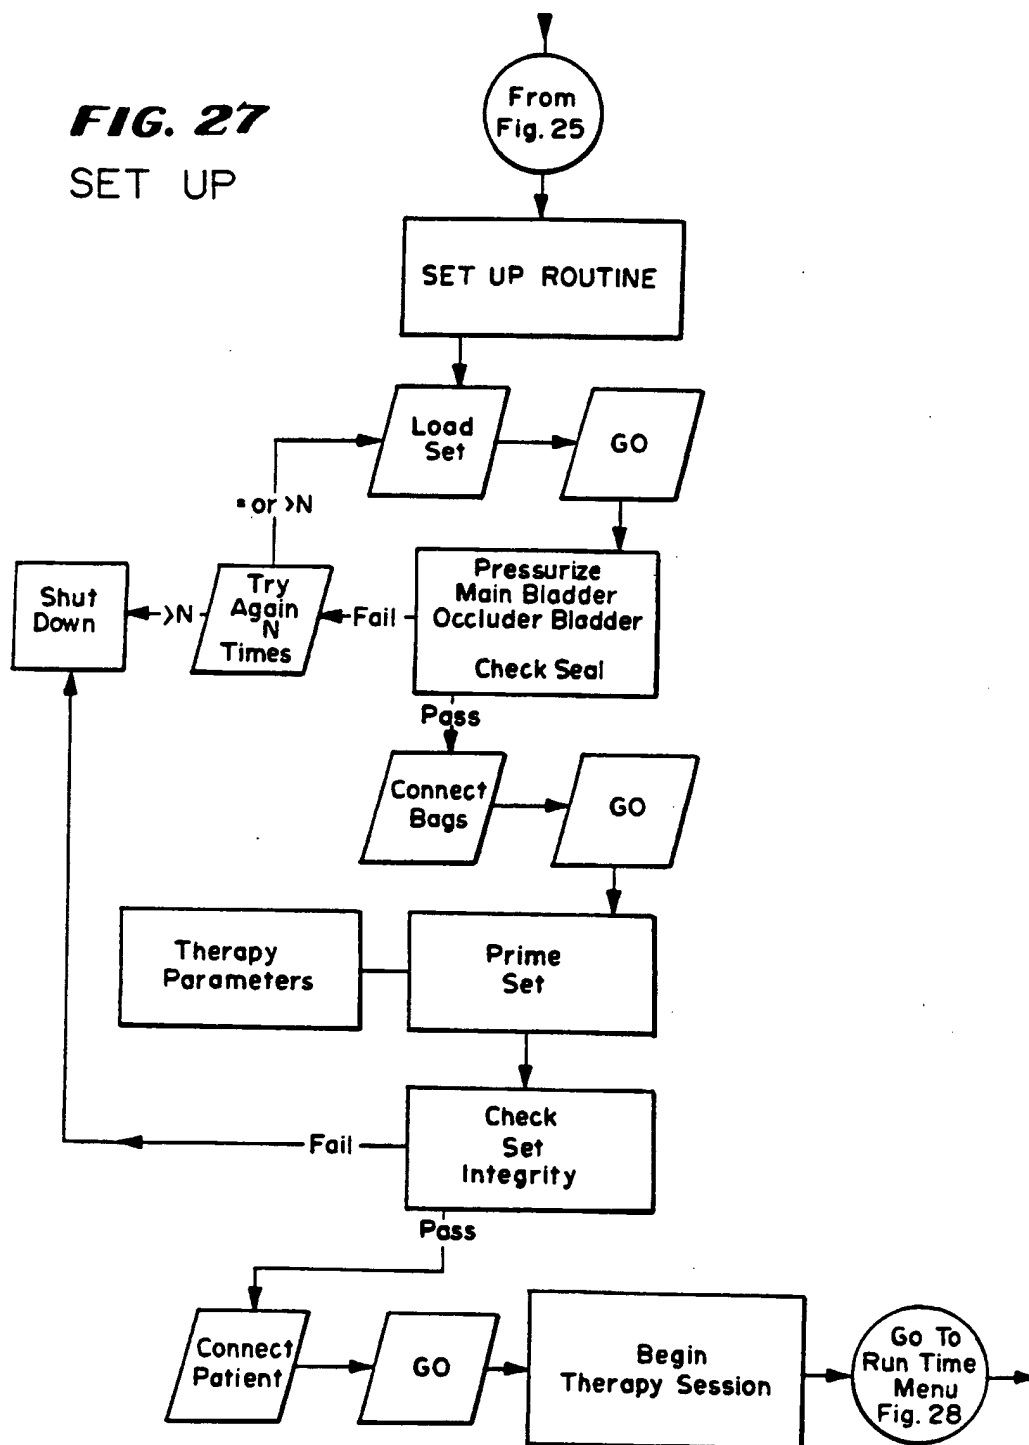 FIG. 27
SET UP
From
Fig. 25
SET UP ROUTINE
Load
Set
GO
= or >N
Pressurize
Main Bladder
Occluder Bladder
Check Seal
Fail
Try
Again
N
Times
>N
Shut
Down
Pass
Connect
Bags
GO
Therapy
Parameters
Prime
Set
Check
Set
Integrity
Fail
Pass
Connect
Patient
GO
Begin
Therapy Session
Go To
Run Time
Menu
Fig. 28